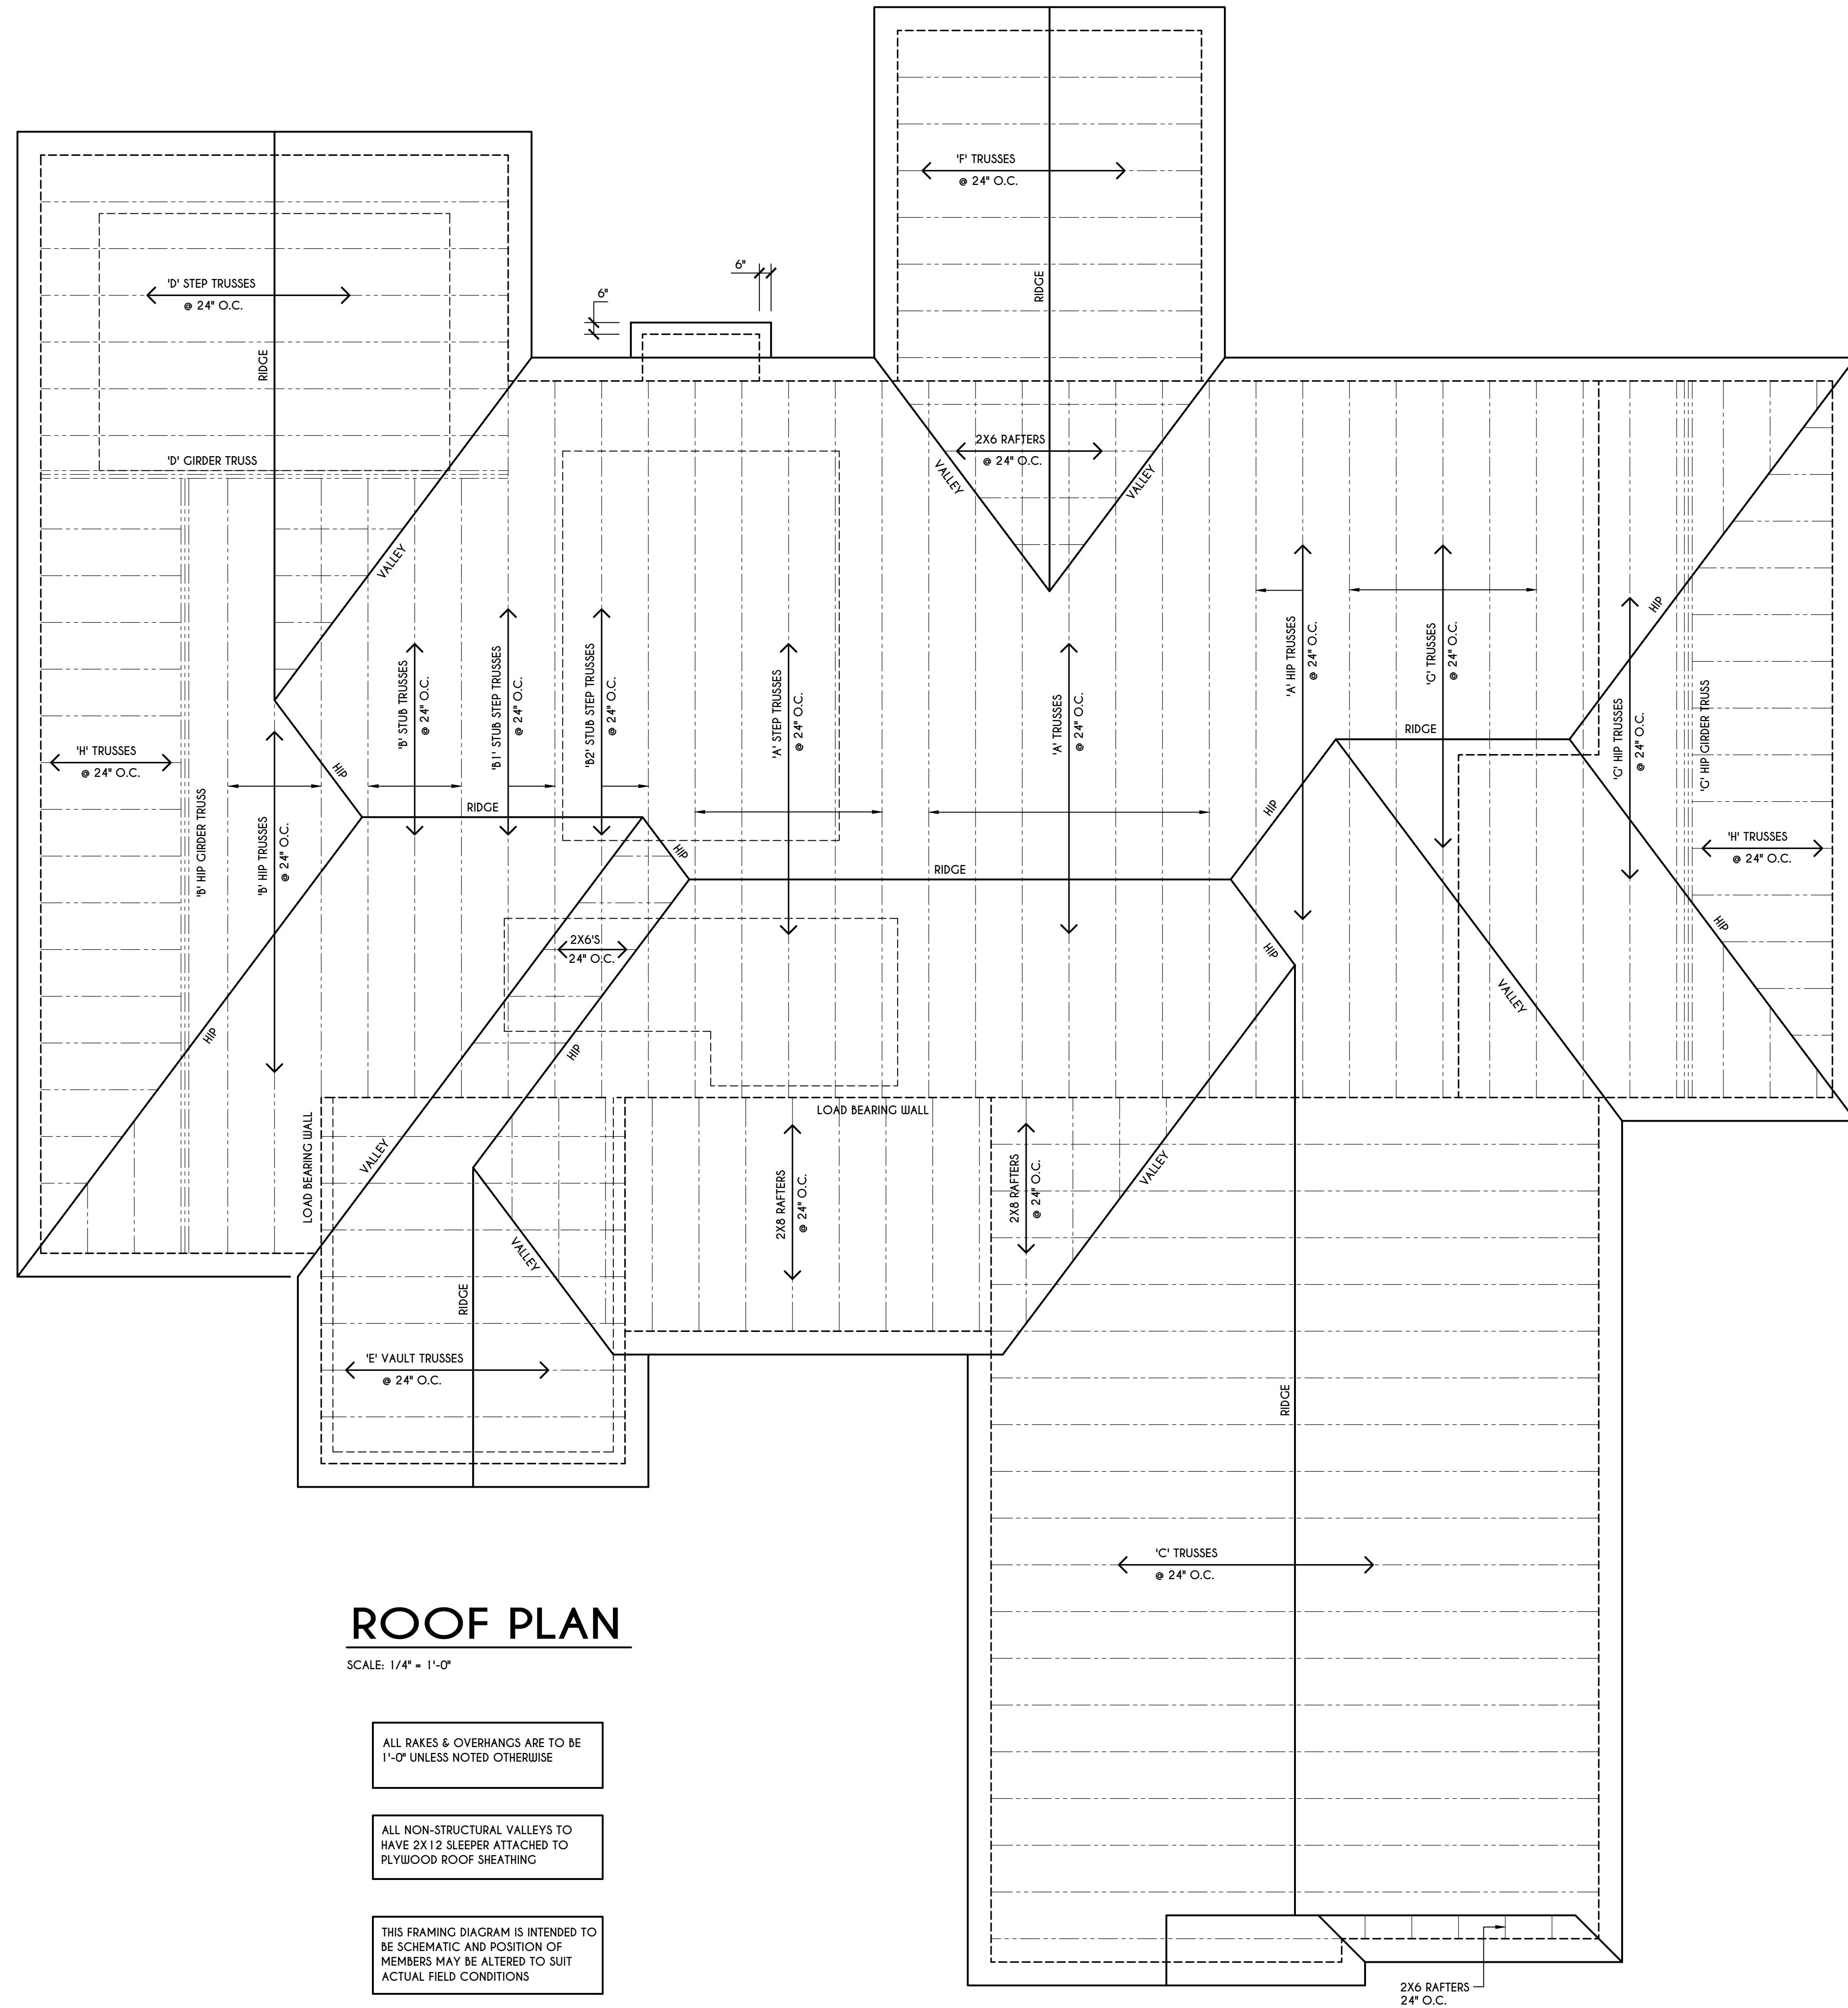 'F' TRUSSES
@ 24" O.C.
RIDGE
6"
6"
'D' STEP TRUSSES
@ 24" O.C.
RIDGE
'D' GIRDER TRUSS
2X6 RAFTERS
@ 24" O.C.
VALLEY
VALLEY
VALLEY
'H' TRUSSES
@ 24" O.C.
'B' HIP GIRDER TRUSS
'B' HIP TRUSSES
@ 24" O.C.
HIP
'B' STUB TRUSSES
@ 24" O.C.
'B1' STUB STEP TRUSSES
@ 24" O.C.
'B2' STUB STEP TRUSSES
@ 24" O.C.
'A' STEP TRUSSES
@ 24" O.C.
'A' TRUSSES
@ 24" O.C.
'A' HIP TRUSSES
@ 24" O.C.
'G' TRUSSES
@ 24" O.C.
'G' HIP TRUSSES
@ 24" O.C.
'G' HIP GIRDER TRUSS
HIP
RIDGE
RIDGE
HIP
RIDGE
HIP
HIP
'H' TRUSSES
@ 24" O.C.
HIP
2X6'S
24" O.C.
HIP
HIP
VALLEY
LOAD BEARING WALL
LOAD BEARING WALL
VALLEY
2X8 RAFTERS
@ 24" O.C.
2X8 RAFTERS
@ 24" O.C.
VALLEY
VALLEY
RIDGE
'E' VAULT TRUSSES
@ 24" O.C.
RIDGE
'C' TRUSSES
@ 24" O.C.
ROOF PLAN
SCALE: 1/4" = 1'-0"
ALL RAKES & OVERHANGS ARE TO BE
1'-0" UNLESS NOTED OTHERWISE
ALL NON-STRUCTURAL VALLEYS TO
HAVE 2X12 SLEEPER ATTACHED TO
PLYWOOD ROOF SHEATHING
THIS FRAMING DIAGRAM IS INTENDED TO
BE SCHEMATIC AND POSITION OF
MEMBERS MAY BE ALTERED TO SUIT
ACTUAL FIELD CONDITIONS
2X6 RAFTERS
24" O.C.